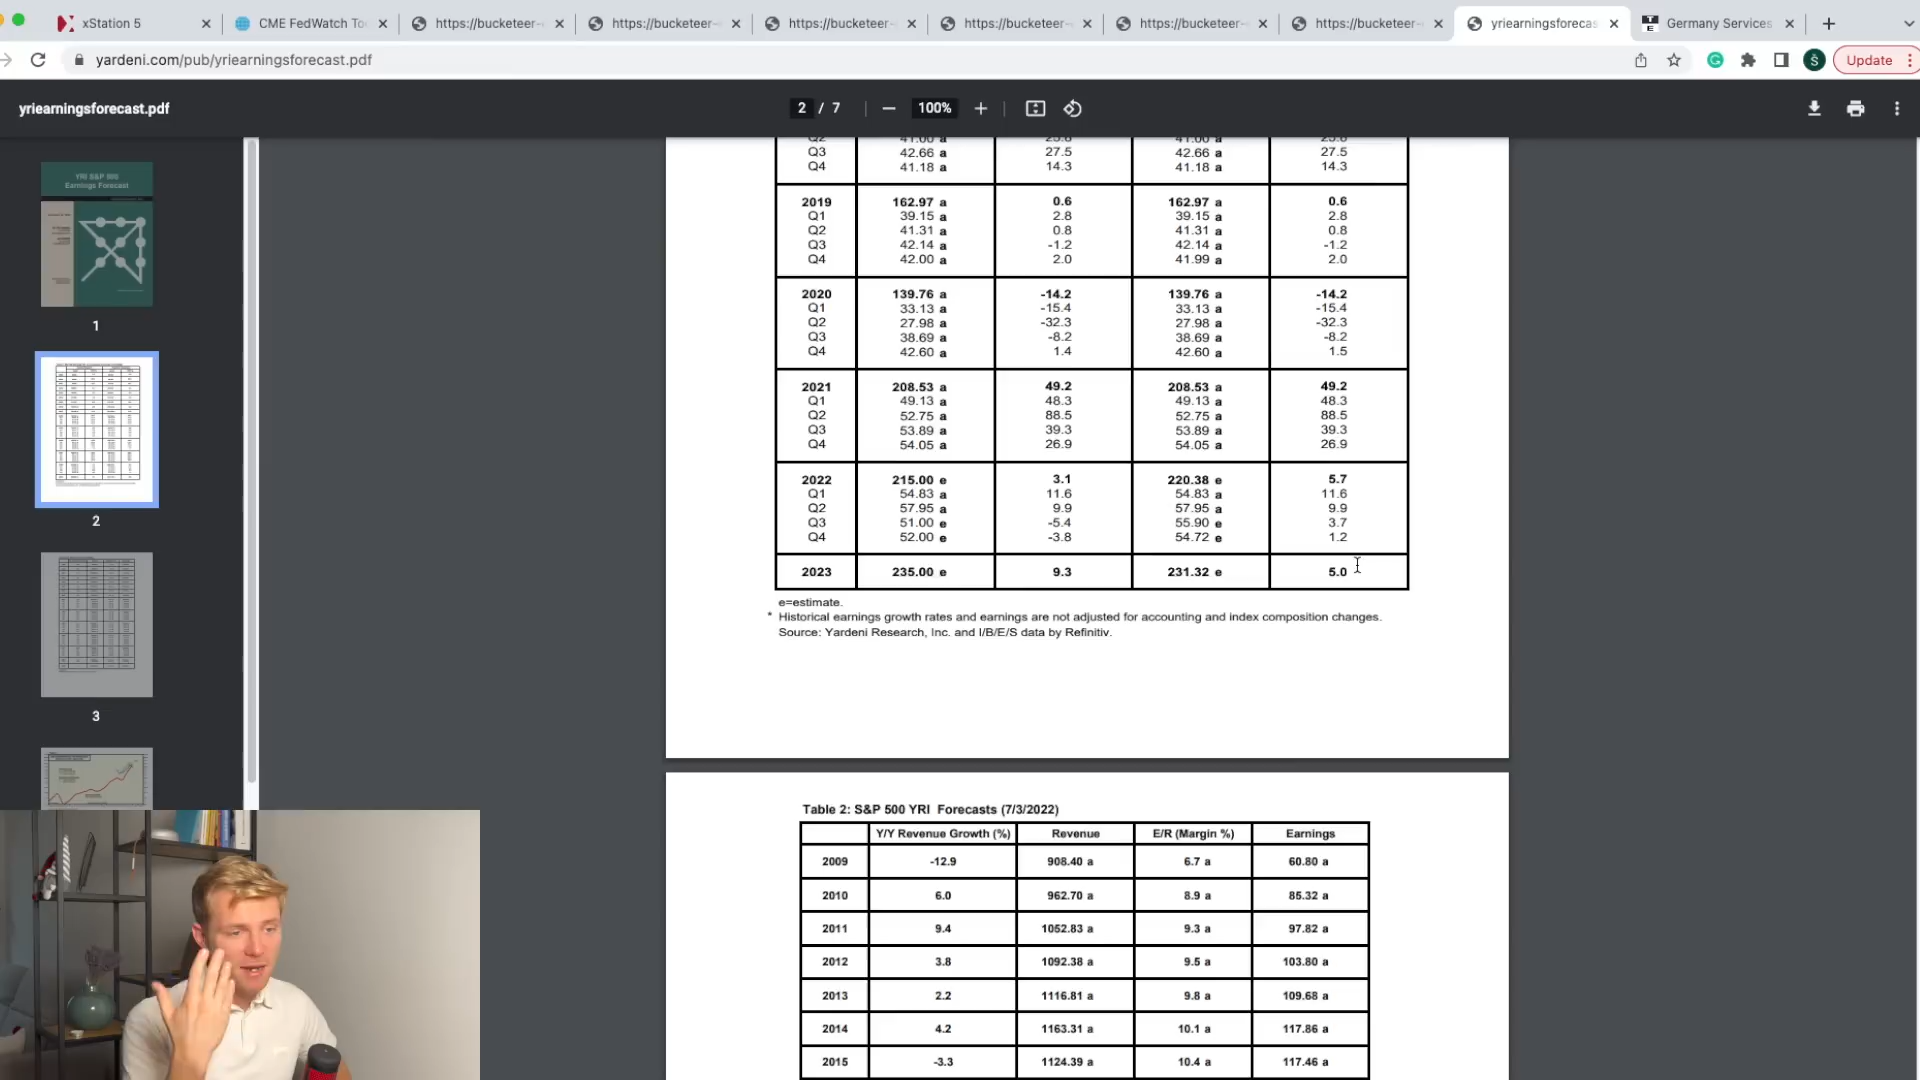 xStation 5
CME FedWatch To
https://bucketeer-
https://bucketeer-
https://bucketeer-
https://bucketeer-
https://bucketeer-
https://bucketeer-
yriearningsforecas
Germany Services
yardeni.com/pub/yriearningsforecast.pdf
Š
Update
yriearningsforecast.pdf
2 / 7
100%
YRI S&P 500
Earnings Forecast
1
2
3
Q2 41.00 a 25.6 41.00 a 25.6
Q3 42.66 a 27.5 42.66 a 27.5
Q4 41.18 a 14.3 41.18 a 14.3
2019 162.97 a 0.6 162.97 a 0.6
Q1 39.15 a 2.8 39.15 a 2.8
Q2 41.31 a 0.8 41.31 a 0.8
Q3 42.14 a -1.2 42.14 a -1.2
Q4 42.00 a 2.0 41.99 a 2.0
2020 139.76 a -14.2 139.76 a -14.2
Q1 33.13 a -15.4 33.13 a -15.4
Q2 27.98 a -32.3 27.98 a -32.3
Q3 38.69 a -8.2 38.69 a -8.2
Q4 42.60 a 1.4 42.60 a 1.5
2021 208.53 a 49.2 208.53 a 49.2
Q1 49.13 a 48.3 49.13 a 48.3
Q2 52.75 a 88.5 52.75 a 88.5
Q3 53.89 a 39.3 53.89 a 39.3
Q4 54.05 a 26.9 54.05 a 26.9
2022 215.00 e 3.1 220.38 e 5.7
Q1 54.83 a 11.6 54.83 a 11.6
Q2 57.95 a 9.9 57.95 a 9.9
Q3 51.00 e -5.4 55.90 e 3.7
Q4 52.00 e -3.8 54.72 e 1.2
2023 235.00 e 9.3 231.32 e 5.0
e=estimate.
* Historical earnings growth rates and earnings are not adjusted for accounting and index composition changes.
Source: Yardeni Research, Inc. and I/B/E/S data by Refinitiv.
Table 2: S&P 500 YRI Forecasts (7/3/2022)
Y/Y Revenue Growth (%) Revenue E/R (Margin %) Earnings
2009 -12.9 908.40 a 6.7 a 60.80 a
2010 6.0 962.70 a 8.9 a 85.32 a
2011 9.4 1052.83 a 9.3 a 97.82 a
2012 3.8 1092.38 a 9.5 a 103.80 a
2013 2.2 1116.81 a 9.8 a 109.68 a
2014 4.2 1163.31 a 10.1 a 117.86 a
2015 -3.3 1124.39 a 10.4 a 117.46 a